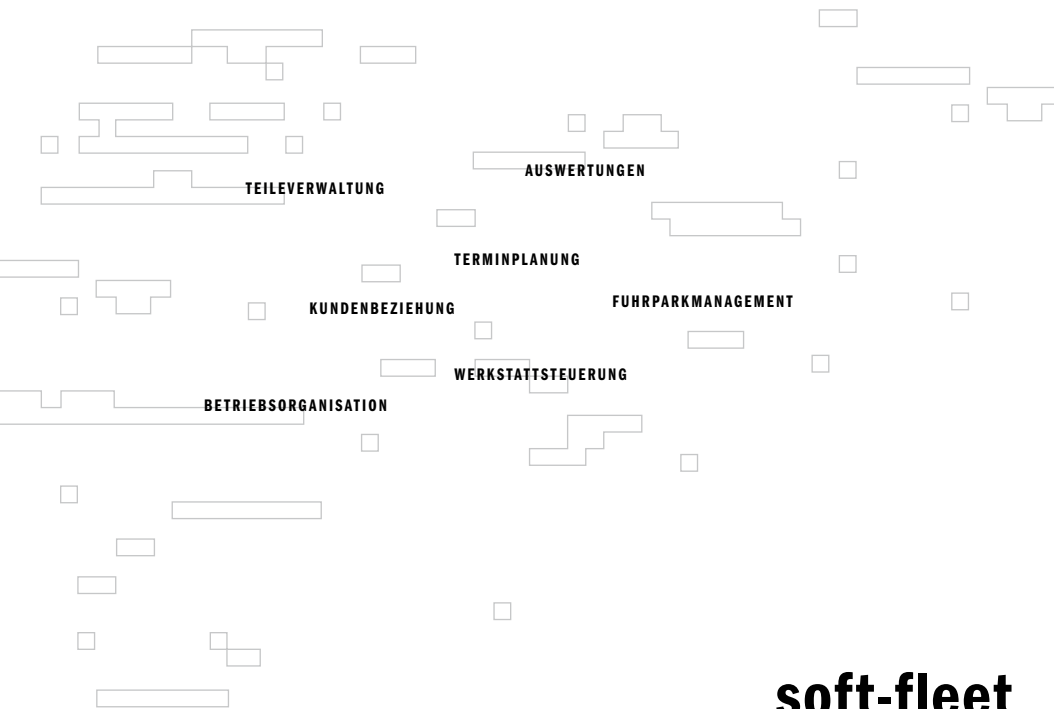 AUSWERTUNGEN
TEILEVERWALTUNG
TERMINPLANUNG
FUHRPARKMANAGEMENT
KUNDENBEZIEHUNG
WERKSTATTSTEUERUNG
BETRIEBSORGANISATION
soft-fleet